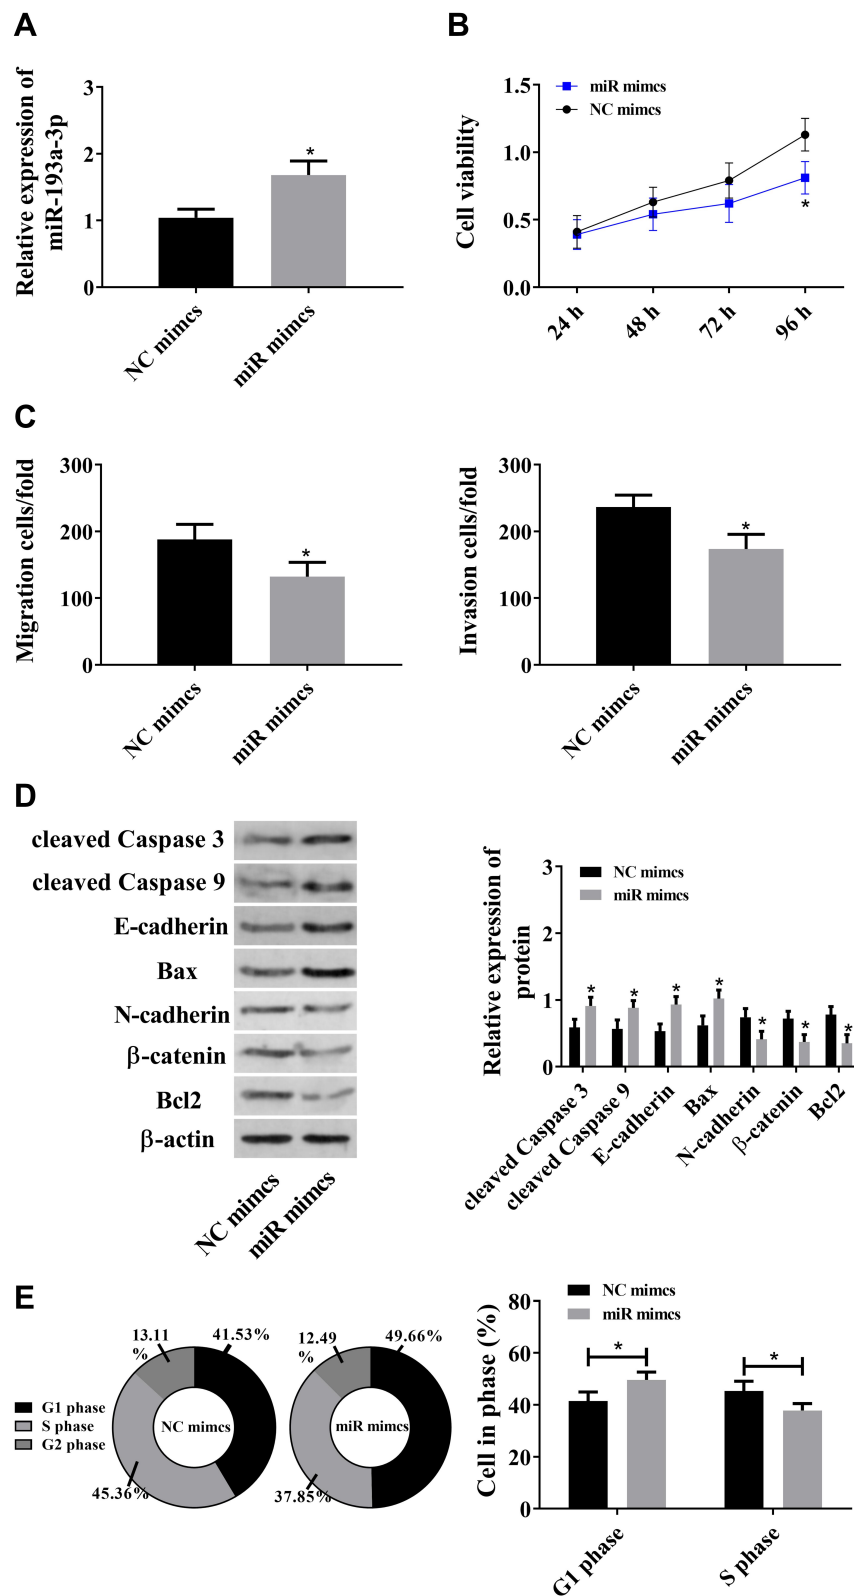 A
Relative expression of
miR-193a-3p
3
2
1
0
*
NC mimcs
miR mimcs
B
Cell viability
1.5
1.0
0.5
0.0
miR mimcs
NC mimcs
*
24 h
48 h
72 h
96 h
C
Migration cells/fold
300
200
100
0
*
NC mimcs
miR mimcs
Invasion cells/fold
300
200
100
0
*
NC mimcs
miR mimcs
D
cleaved Caspase 3
cleaved Caspase 9
E-cadherin
Bax
N-cadherin
β-catenin
Bcl2
β-actin
NC mimcs
miR mimcs
Relative expression of
protein
3
2
1
0
NC mimcs
miR mimcs
* * * * * * *
cleaved Caspase 3
cleaved Caspase 9
E-cadherin
Bax
N-cadherin
β-catenin
Bcl2
E
G1 phase
S phase
G2 phase
13.11
%
41.53%
NC mimcs
45.36%
12.49
%
49.66%
miR mimcs
37.85%
Cell in phase (%)
80
60
40
20
0
NC mimcs
miR mimcs
*
*
G1 phase
S phase